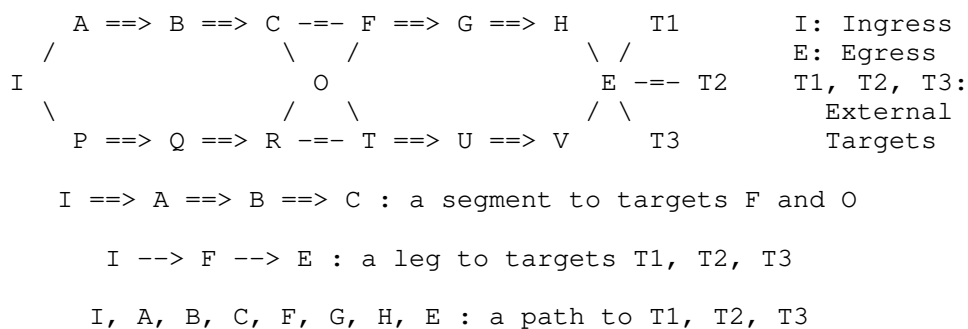 A ==> B ==> C -=- F ==> G ==> H T1 I: Ingress
/ \ / \ / E: Egress
I O E -=- T2 T1, T2, T3:
\ / \ / \ External
P ==> Q ==> R -=- T ==> U ==> V T3 Targets
I ==> A ==> B ==> C : a segment to targets F and O
I --> F --> E : a leg to targets T1, T2, T3
I, A, B, C, F, G, H, E : a path to T1, T2, T3